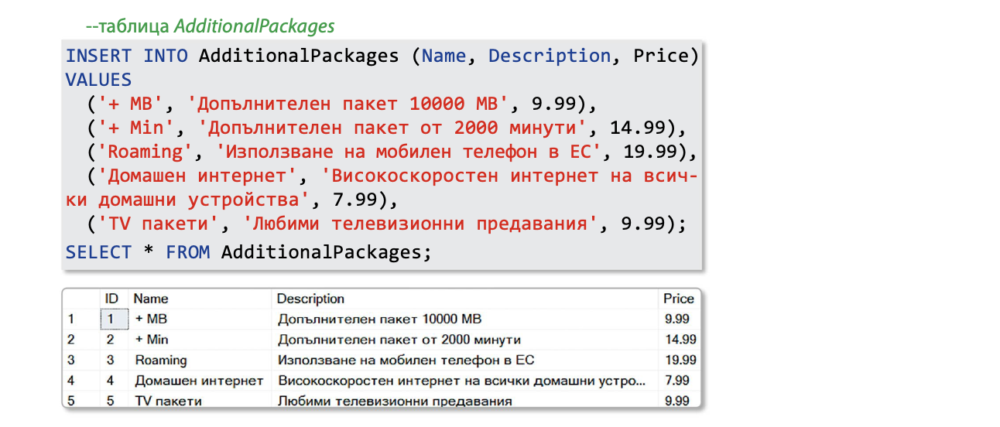 --таблица AdditionalPackages
INSERT INTO AdditionalPackages (Name, Description, Price)
VALUES
('+ MB', 'Допълнителен пакет 10000 MB', 9.99),
('+ Min', 'Допълнителен пакет от 2000 минути', 14.99),
('Roaming', 'Използване на мобилен телефон в ЕС', 19.99),
('Домашен интернет', 'Високоскоростен интернет на всич-
ки домашни устройства', 7.99),
('TV пакети', 'Любими телевизионни предавания', 9.99);
SELECT * FROM AdditionalPackages;
ID Name Description Price
1 1 + MB Допълнителен пакет 10000 MB 9.99
2 2 + Min Допълнителен пакет от 2000 минути 14.99
3 3 Roaming Използване на мобилен телефон в ЕС 19.99
4 4 Домашен интернет Високоскоростен интернет на всички домашни устро... 7.99
5 5 TV пакети Любими телевизионни предавания 9.99